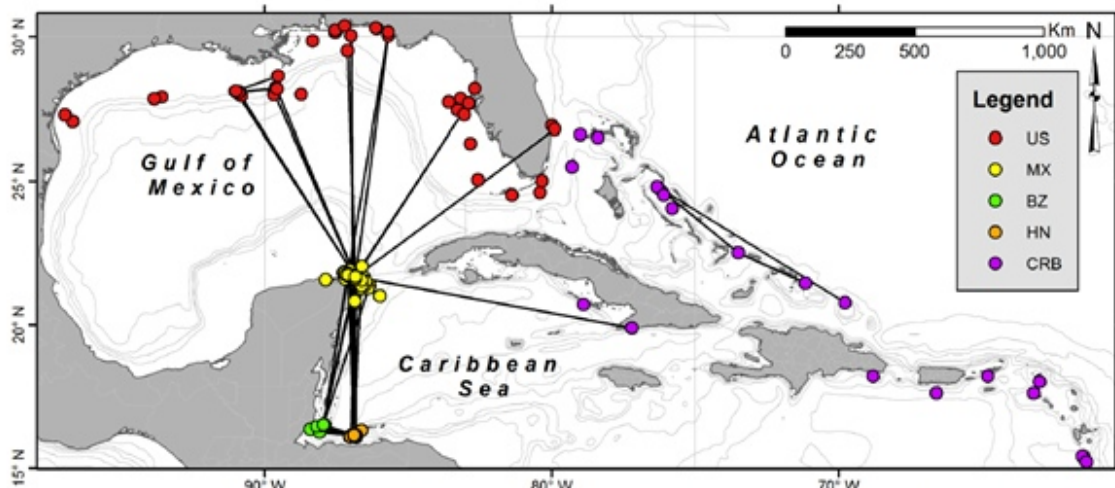 30° N
25° N
20° N
15° N
90° W
80° W
70° W
Gulf of
Mexico
Atlantic
Ocean
Caribbean
Sea
Km
0 250 500 1,000
N
Legend
US
MX
BZ
HN
CRB